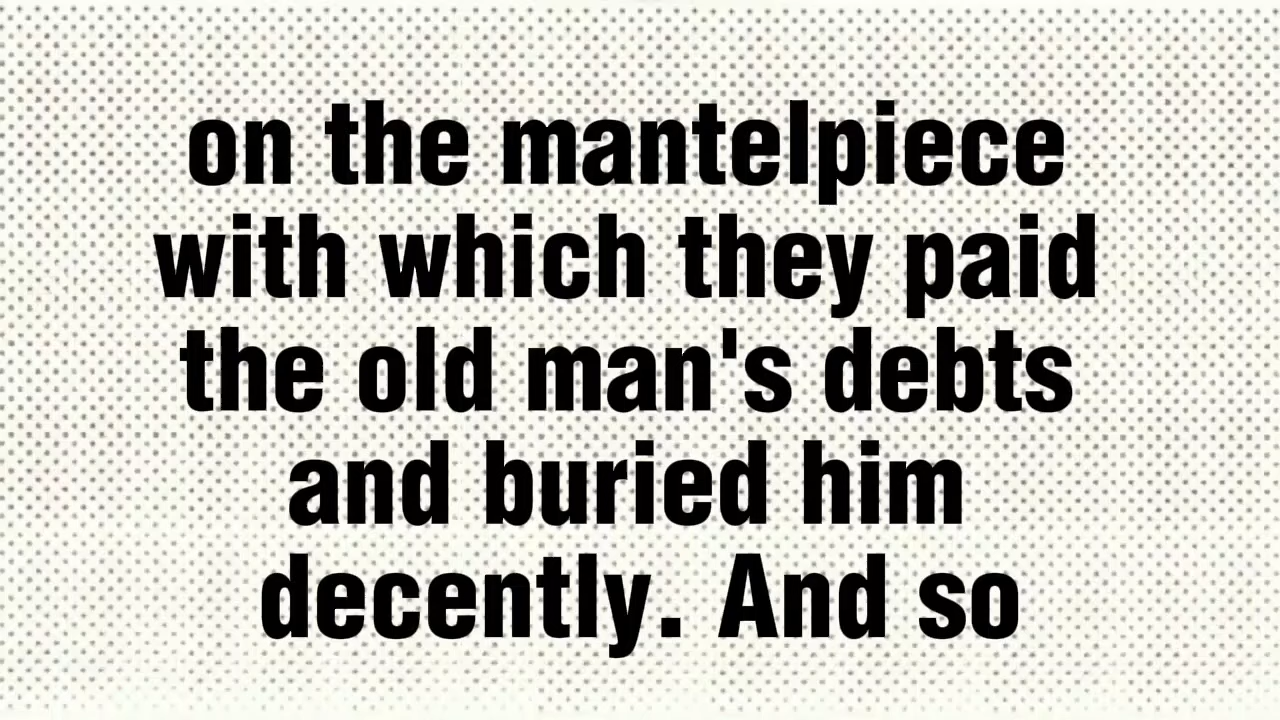 on the mantelpiece
with which they paid
the old man's debts
and buried him
decently. And so